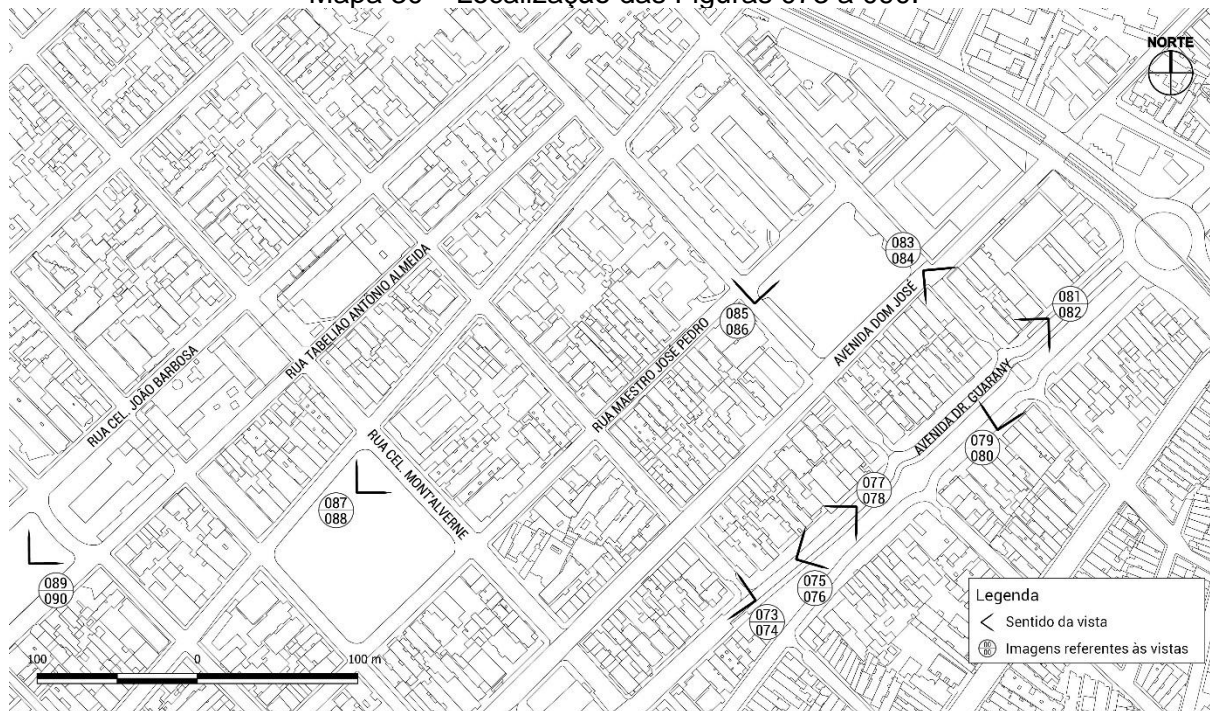 Mapa – Localização das Figuras 073 a 090.
NORTE
083
084
081
082
RUA TABELIÃO ANTÔNIO ALMEIDA
085
086
AVENIDA DOM JOSÉ
RUA CEL. JOÃO BARBOSA
RUA MAESTRO JOSÉ PEDRO
AVENIDA DR. GUARANY
079
080
RUA CEL. MONT'ALVERNE
077
078
087
088
089
090
075
076
073
074
Legenda
Sentido da vista
Imagens referentes às vistas
100 0 100 m